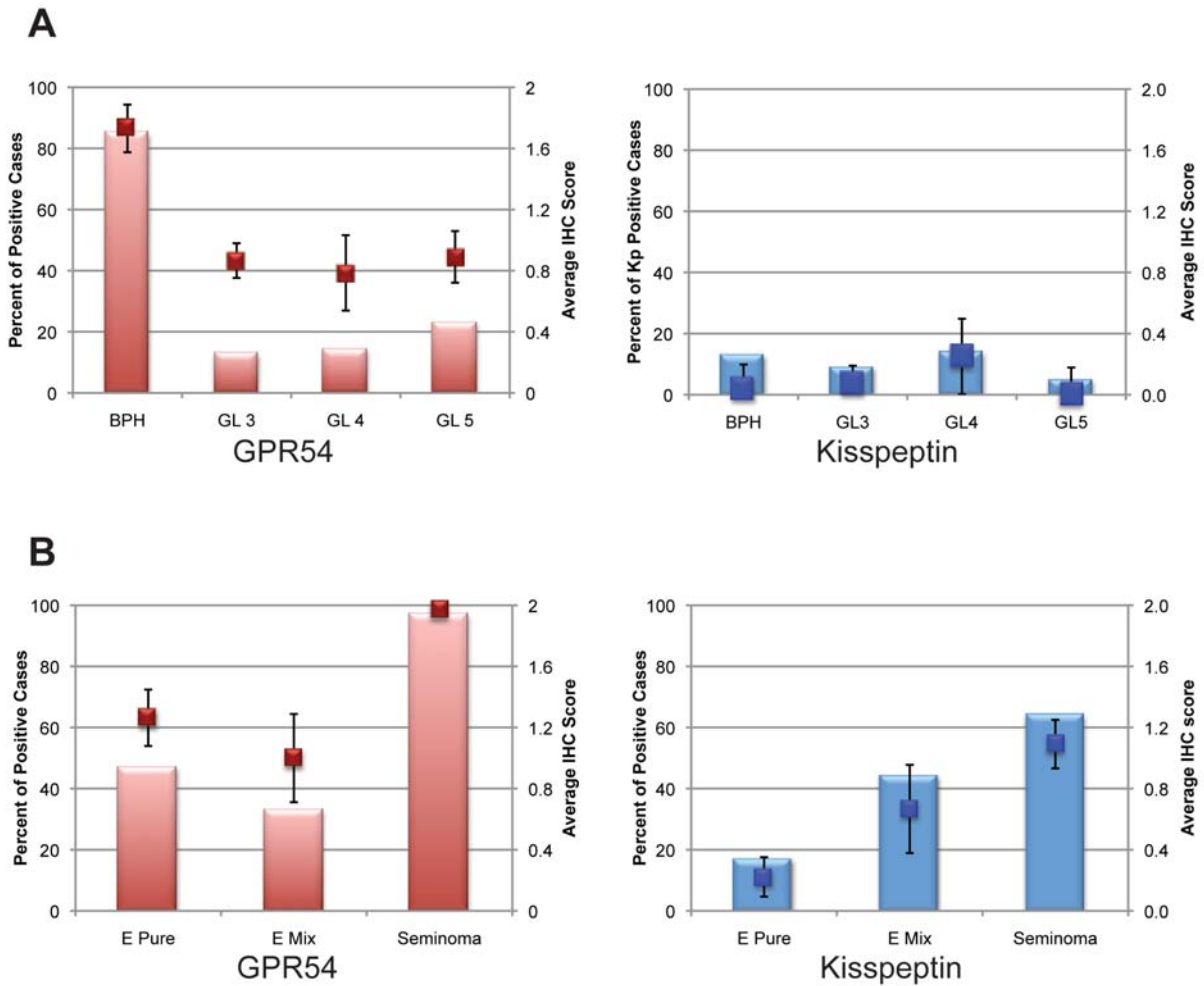 A
100
80
60
40
20
0
Percent of Positive Cases
2
1.6
1.2
0.8
0.4
0
Average IHC Score
BPH GL 3 GL 4 GL 5
GPR54
100
80
60
40
20
0
Percent of Kp Positive Cases
2.0
1.6
1.2
0.8
0.4
0.0
Average IHC Score
BPH GL3 GL4 GL5
Kisspeptin
B
100
80
60
40
20
0
Percent of Positive Cases
2
1.6
1.2
0.8
0.4
0
Average IHC score
E Pure E Mix Seminoma
GPR54
100
80
60
40
20
0
Percent of Positive Cases
2.0
1.6
1.2
0.8
0.4
0.0
Average IHC Score
E Pure E Mix Seminoma
Kisspeptin